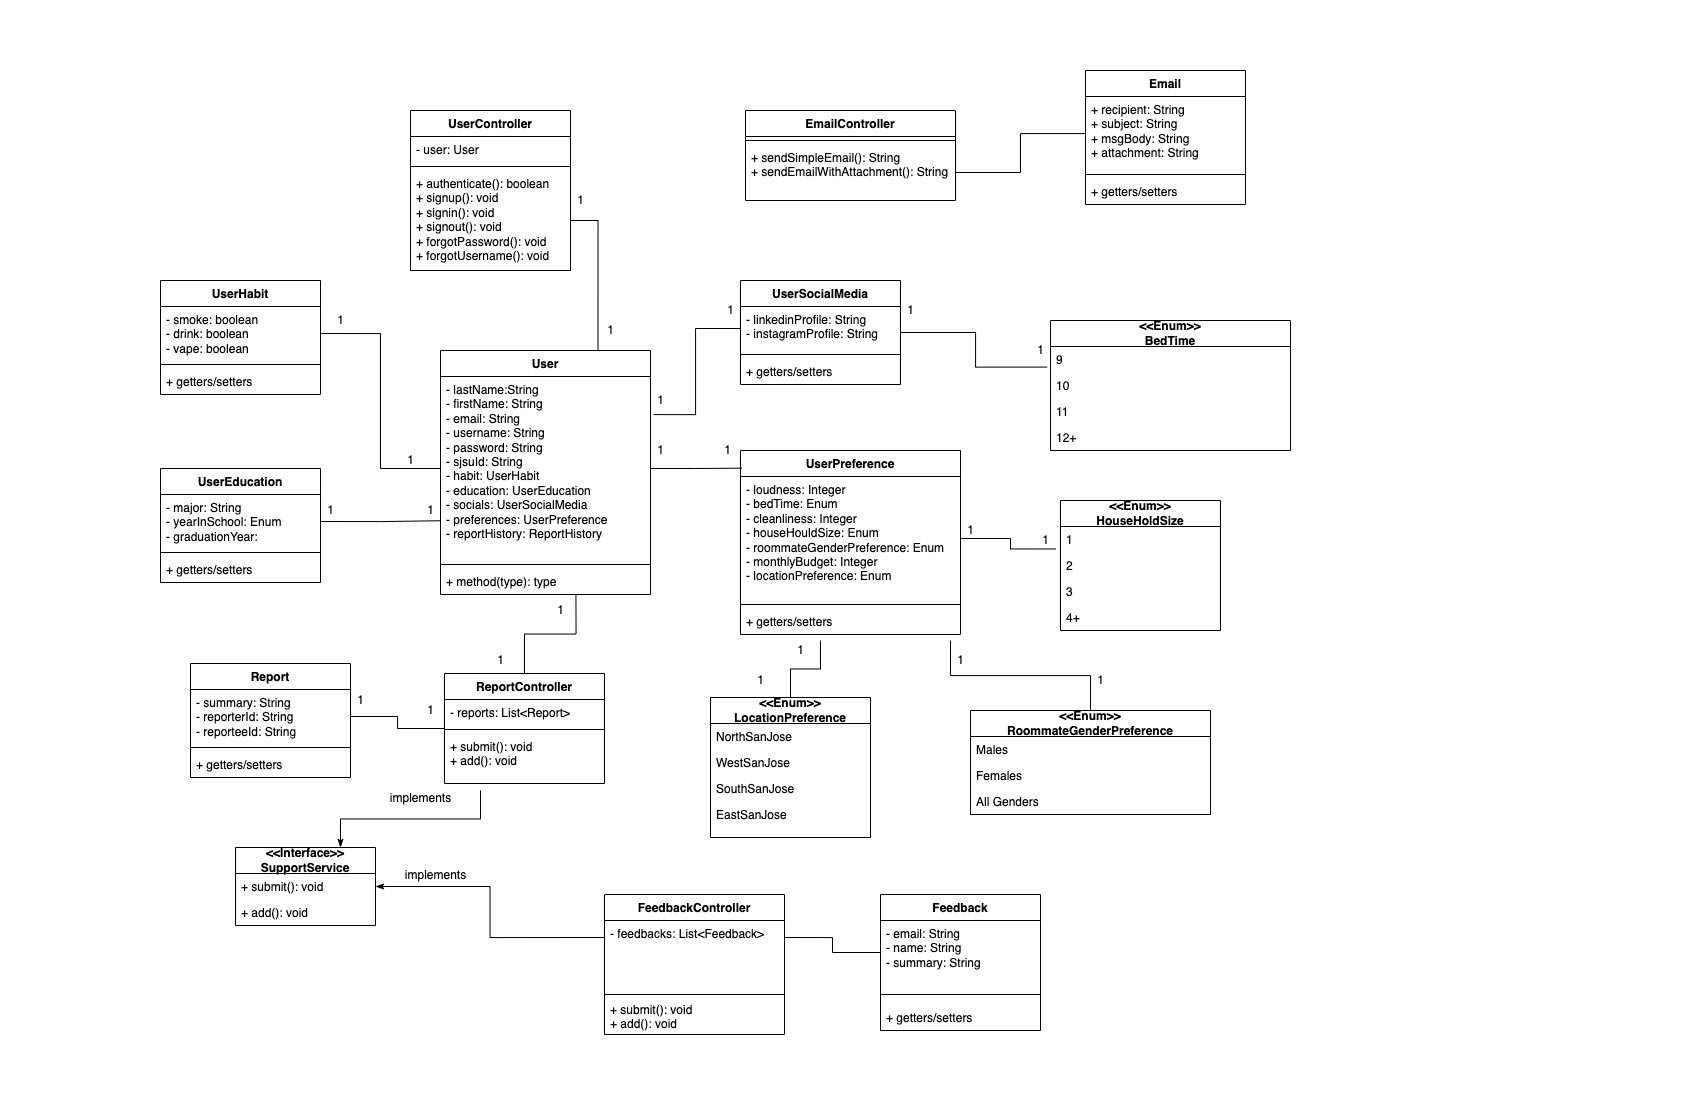 Email
+ recipient: String
+ subject: String
+ msgBody: String
+ attachment: String
+ getters/setters
UserController
- user: User
+ authenticate(): boolean
+ signup(): void
+ signin(): void
+ signout(): void
+ forgotPassword(): void
+ forgotUsername(): void
1
1
EmailController
+ sendSimpleEmail(): String
+ sendEmailWithAttachment(): String
UserHabit
- smoke: boolean
- drink: boolean
- vape: boolean
+ getters/setters
1
1
UserSocialMedia
- linkedinProfile: String
- instagramProfile: String
+ getters/setters
1
1
1
1
<<Enum>>
BedTime
9
10
11
12+
User
- lastName:String
- firstName: String
- email: String
- username: String
- password: String
- sjsuId: String
- habit: UserHabit
- education: UserEducation
- socials: UserSocialMedia
- preferences: UserPreference
- reportHistory: ReportHistory
+ method(type): type
1
1
UserEducation
- major: String
- yearInSchool: Enum
- graduationYear:
+ getters/setters
1
1
UserPreference
- loudness: Integer
- bedTime: Enum
- cleanliness: Integer
- houseHouldSize: Enum
- roommateGenderPreference: Enum
- monthlyBudget: Integer
- locationPreference: Enum
+ getters/setters
1
1
<<Enum>>
HouseHoldSize
1
2
3
4+
1
1
Report
- summary: String
- reporterId: String
- reporteeId: String
+ getters/setters
1
1
ReportController
- reports: List<Report>
+ submit(): void
+ add(): void
1
1
<<Enum>>
LocationPreference
NorthSanJose
WestSanJose
SouthSanJose
EastSanJose
1
1
<<Enum>>
RoommateGenderPreference
Males
Females
All Genders
implements
<<Interface>>
SupportService
+ submit(): void
+ add(): void
implements
FeedbackController
- feedbacks: List<Feedback>
+ submit(): void
+ add(): void
Feedback
- email: String
- name: String
- summary: String
+ getters/setters